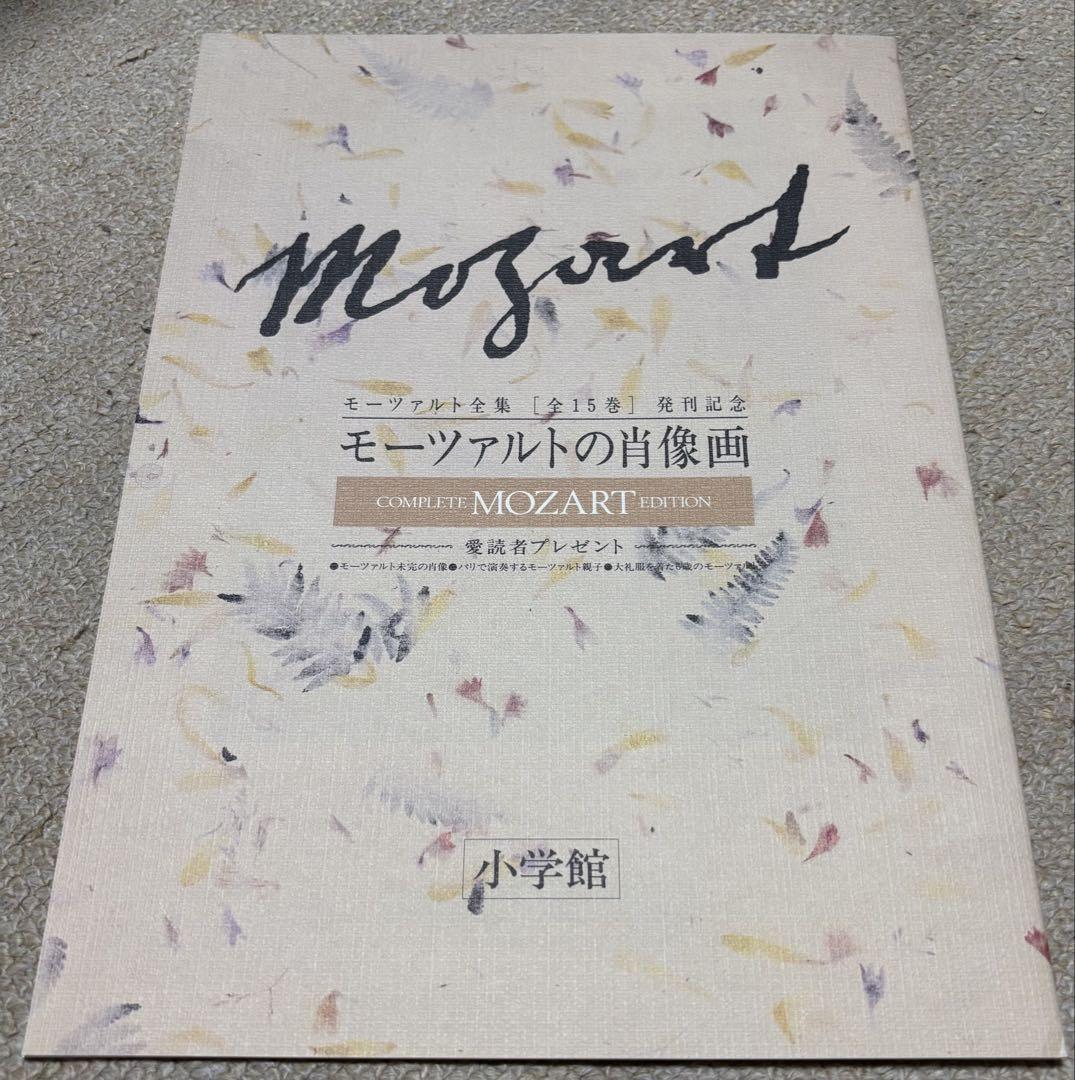 Mozart
モーツァルト全集 [全15巻] 発刊記念
モーツァルトの肖像画
COMPLETE MOZART EDITION
愛読者プレゼント
●モーツァルト未完の肖像●パリで演奏するモーツァルト親子●大礼服を着た6歳のモーツァルト
小学館